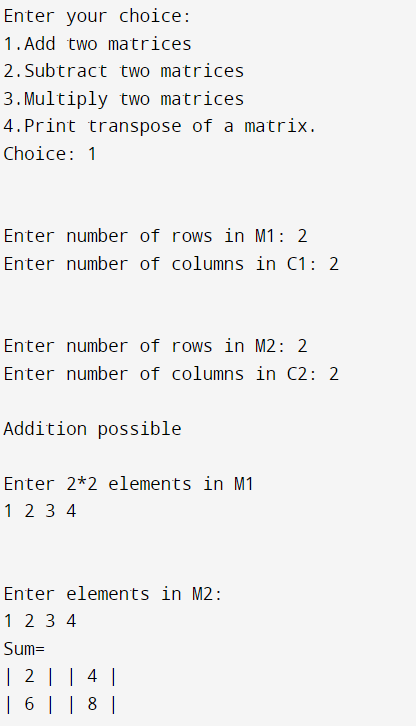 Enter your choice:
1.Add two matrices
2.Subtract two matrices
3.Multiply two matrices
4.Print transpose of a matrix.
Choice: 1
Enter number of rows in M1: 2
Enter number of columns in C1: 2
Enter number of rows in M2: 2
Enter number of columns in C2: 2
Addition possible
Enter 2*2 elements in M1
1 2 3 4
Enter elements in M2:
1 2 3 4
Sum=
| 2 | | 4 |
| 6 | | 8 |